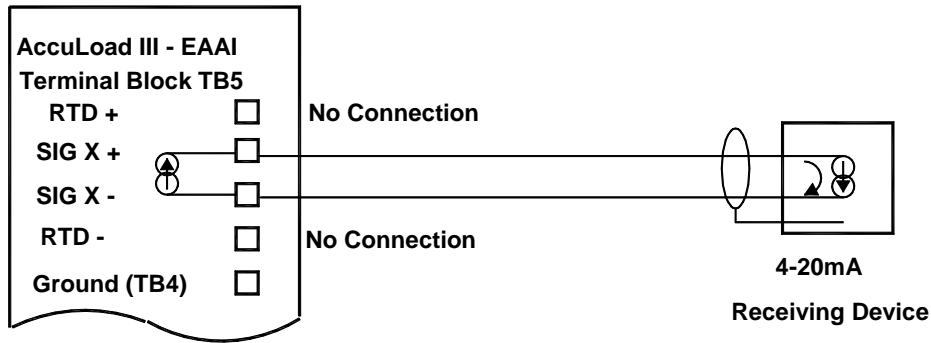 AccuLoad III - EAAI
Terminal Block TB5
RTD +
No Connection
SIG X +
SIG X -
RTD -
No Connection
Ground (TB4)
4-20mA
Receiving Device